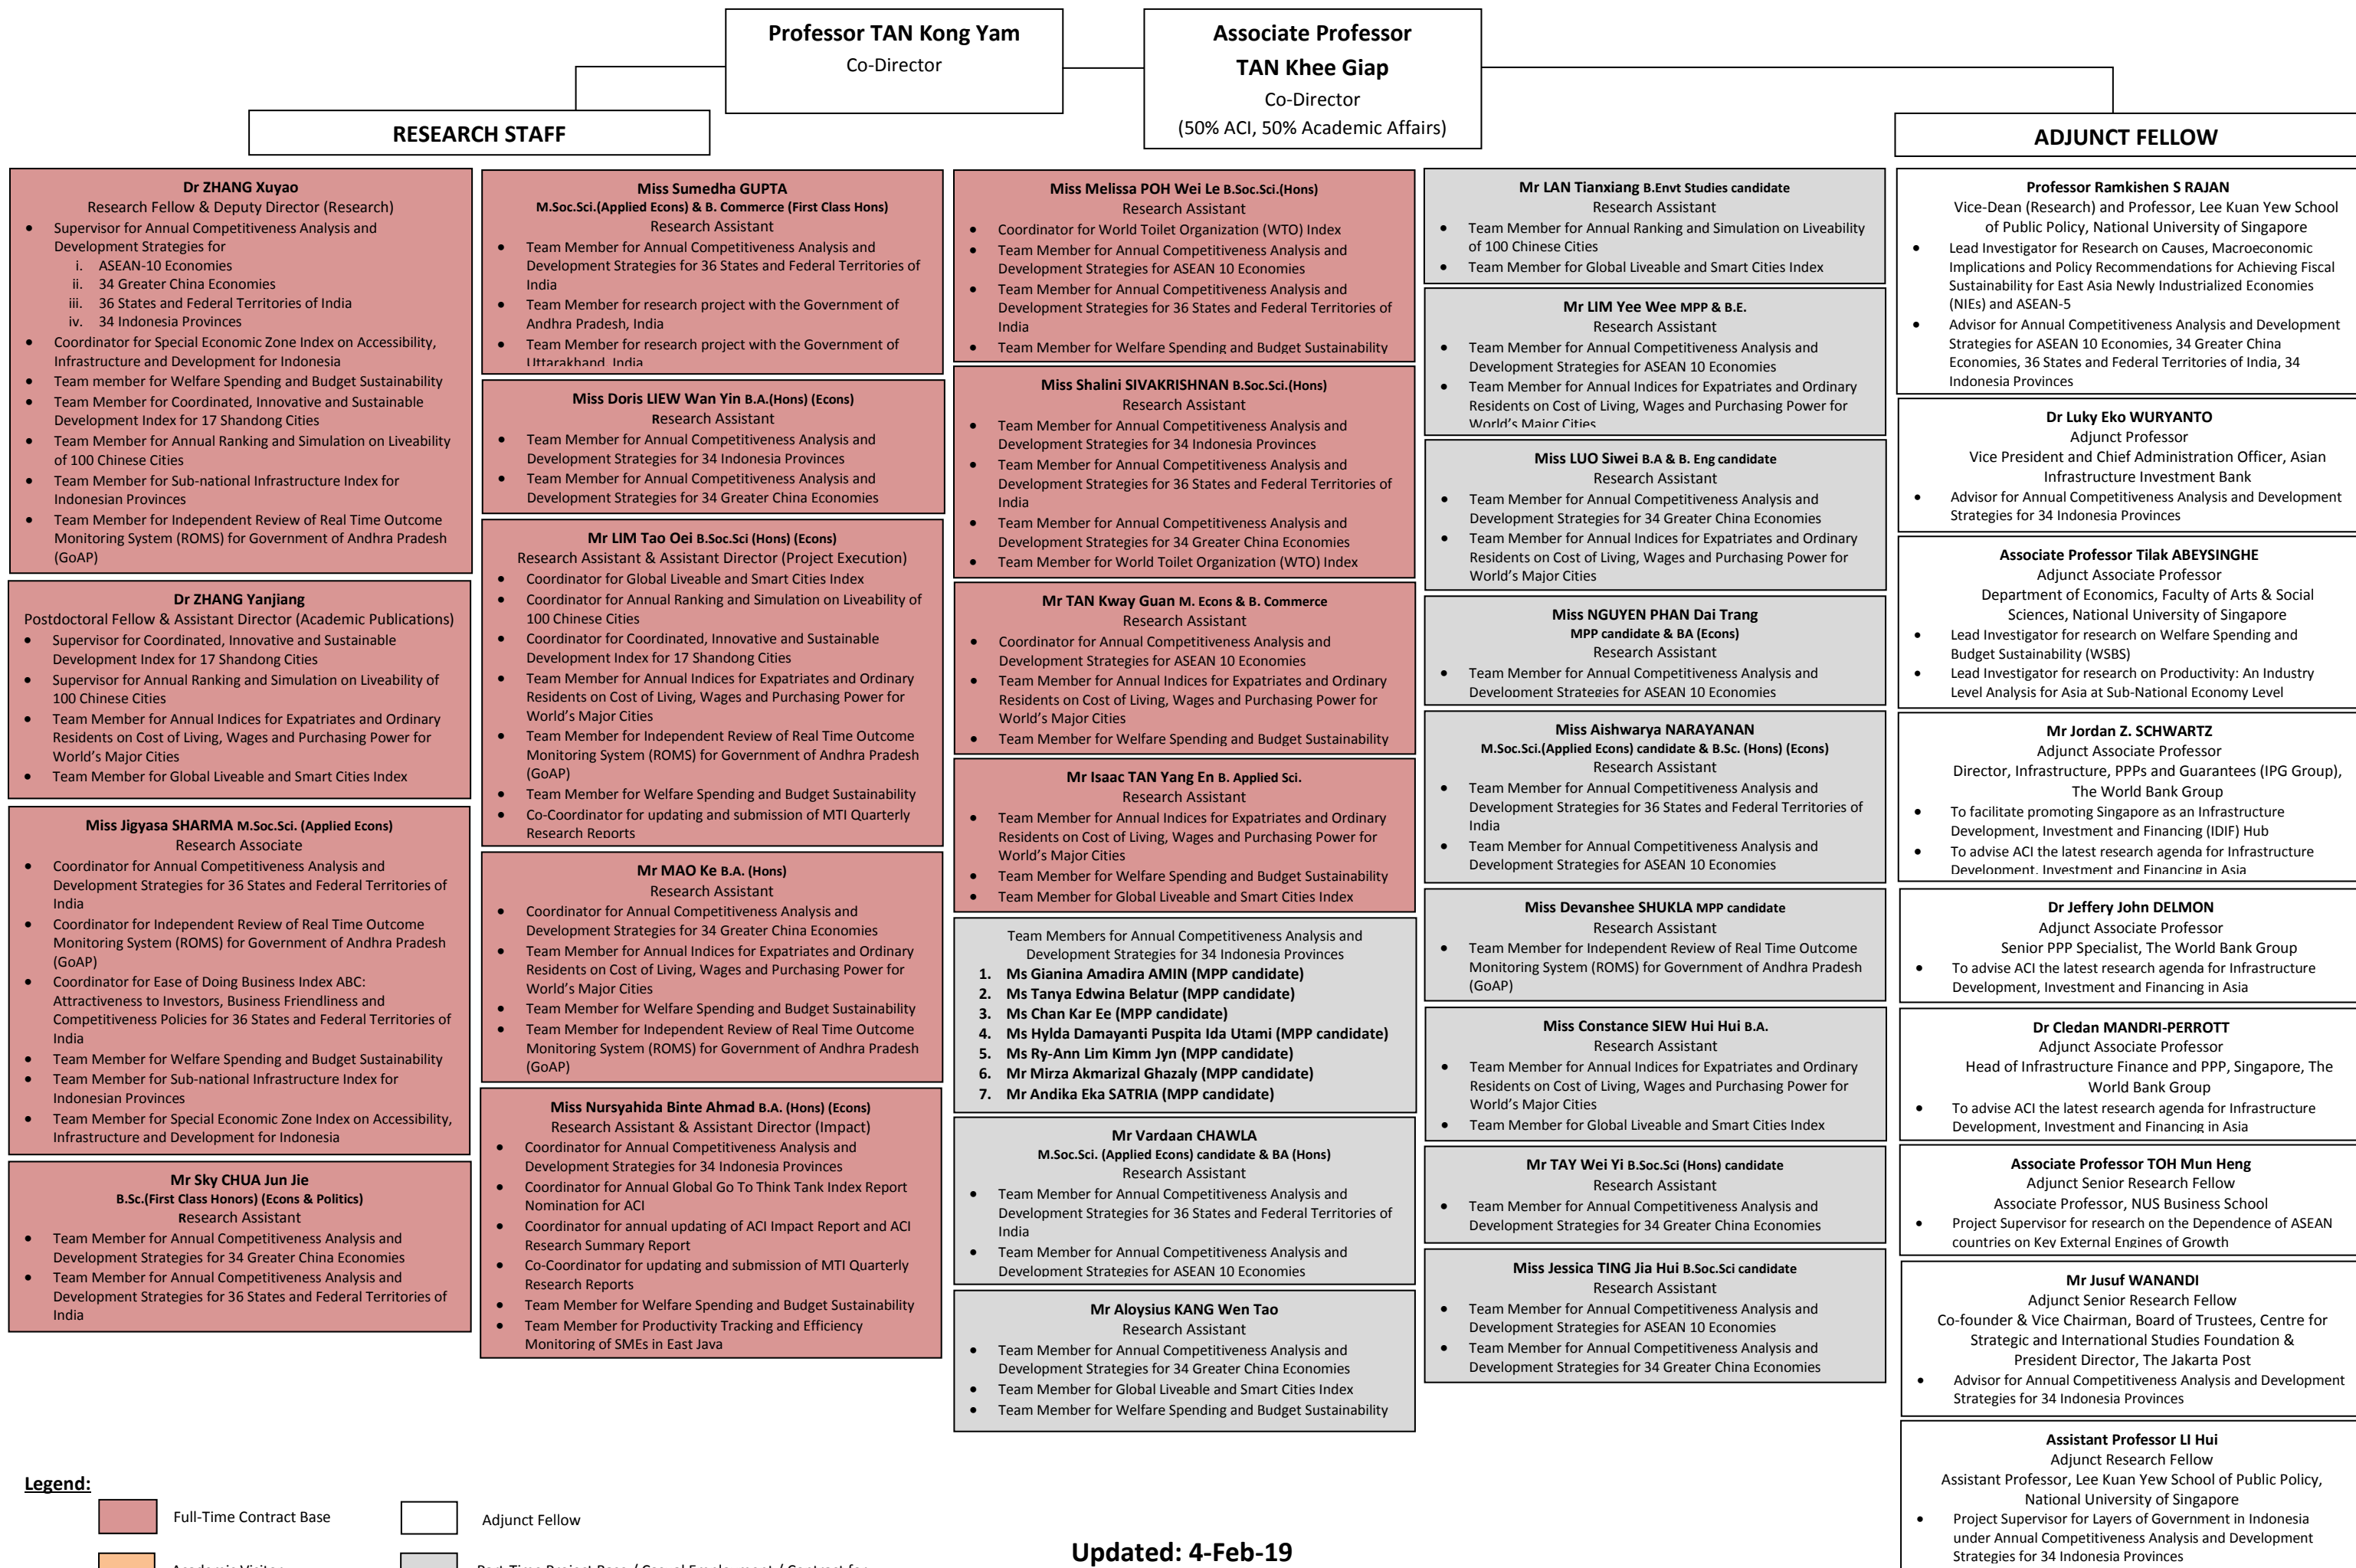 Professor TAN Kong Yam
Co-Director
Associate Professor
TAN Khee Giap
Co-Director
(50% ACI, 50% Academic Affairs)
RESEARCH STAFF
ADJUNCT FELLOW
Dr ZHANG Xuyao
Research Fellow & Deputy Director (Research)
• Supervisor for Annual Competitiveness Analysis and
Development Strategies for
i. ASEAN-10 Economies
ii. 34 Greater China Economies
iii. 36 States and Federal Territories of India
iv. 34 Indonesia Provinces
• Coordinator for Special Economic Zone Index on Accessibility,
Infrastructure and Development for Indonesia
• Team member for Welfare Spending and Budget Sustainability
• Team Member for Coordinated, Innovative and Sustainable
Development Index for 17 Shandong Cities
• Team Member for Annual Ranking and Simulation on Liveability
of 100 Chinese Cities
• Team Member for Sub-national Infrastructure Index for
Indonesian Provinces
• Team Member for Independent Review of Real Time Outcome
Monitoring System (ROMS) for Government of Andhra Pradesh
(GoAP)
Dr ZHANG Yanjiang
Postdoctoral Fellow & Assistant Director (Academic Publications)
• Supervisor for Coordinated, Innovative and Sustainable
Development Index for 17 Shandong Cities
• Supervisor for Annual Ranking and Simulation on Liveability of
100 Chinese Cities
• Team Member for Annual Indices for Expatriates and Ordinary
Residents on Cost of Living, Wages and Purchasing Power for
World's Major Cities
• Team Member for Global Liveable and Smart Cities Index
Miss Jigyasa SHARMA M.Soc.Sci. (Applied Econs)
Research Associate
• Coordinator for Annual Competitiveness Analysis and
Development Strategies for 36 States and Federal Territories of
India
• Coordinator for Independent Review of Real Time Outcome
Monitoring System (ROMS) for Government of Andhra Pradesh
(GoAP)
• Coordinator for Ease of Doing Business Index ABC:
Attractiveness to Investors, Business Friendliness and
Competitiveness Policies for 36 States and Federal Territories of
India
• Team Member for Welfare Spending and Budget Sustainability
• Team Member for Sub-national Infrastructure Index for
Indonesian Provinces
• Team Member for Special Economic Zone Index on Accessibility,
Infrastructure and Development for Indonesia
Mr Sky CHUA Jun Jie
B.Sc.(First Class Honors) (Econs & Politics)
Research Assistant
• Team Member for Annual Competitiveness Analysis and
Development Strategies for 34 Greater China Economies
• Team Member for Annual Competitiveness Analysis and
Development Strategies for 36 States and Federal Territories of
India
Miss Sumedha GUPTA
M.Soc.Sci.(Applied Econs) & B. Commerce (First Class Hons)
Research Assistant
• Team Member for Annual Competitiveness Analysis and
Development Strategies for 36 States and Federal Territories of
India
• Team Member for research project with the Government of
Andhra Pradesh, India
• Team Member for research project with the Government of
Uttarakhand, India
Miss Doris LIEW Wan Yin B.A.(Hons) (Econs)
Research Assistant
• Team Member for Annual Competitiveness Analysis and
Development Strategies for 34 Indonesia Provinces
• Team Member for Annual Competitiveness Analysis and
Development Strategies for 34 Greater China Economies
Mr LIM Tao Oei B.Soc.Sci (Hons) (Econs)
Research Assistant & Assistant Director (Project Execution)
• Coordinator for Global Liveable and Smart Cities Index
• Coordinator for Annual Ranking and Simulation on Liveability of
100 Chinese Cities
• Coordinator for Coordinated, Innovative and Sustainable
Development Index for 17 Shandong Cities
• Team Member for Annual Indices for Expatriates and Ordinary
Residents on Cost of Living, Wages and Purchasing Power for
World's Major Cities
• Team Member for Independent Review of Real Time Outcome
Monitoring System (ROMS) for Government of Andhra Pradesh
(GoAP)
• Team Member for Welfare Spending and Budget Sustainability
• Co-Coordinator for updating and submission of MTI Quarterly
Research Reports
Mr MAO Ke B.A. (Hons)
Research Assistant
• Coordinator for Annual Competitiveness Analysis and
Development Strategies for 34 Greater China Economies
• Team Member for Annual Indices for Expatriates and Ordinary
Residents on Cost of Living, Wages and Purchasing Power for
World's Major Cities
• Team Member for Welfare Spending and Budget Sustainability
• Team Member for Independent Review of Real Time Outcome
Monitoring System (ROMS) for Government of Andhra Pradesh
(GoAP)
Miss Nursyahida Binte Ahmad B.A. (Hons) (Econs)
Research Assistant & Assistant Director (Impact)
• Coordinator for Annual Competitiveness Analysis and
Development Strategies for 34 Indonesia Provinces
• Coordinator for Annual Global Go To Think Tank Index Report
Nomination for ACI
• Coordinator for annual updating of ACI Impact Report and ACI
Research Summary Report
• Co-Coordinator for updating and submission of MTI Quarterly
Research Reports
• Team Member for Welfare Spending and Budget Sustainability
• Team Member for Productivity Tracking and Efficiency
Monitoring of SMEs in East Java
Miss Melissa POH Wei Le B.Soc.Sci.(Hons)
Research Assistant
• Coordinator for World Toilet Organization (WTO) Index
• Team Member for Annual Competitiveness Analysis and
Development Strategies for ASEAN 10 Economies
• Team Member for Annual Competitiveness Analysis and
Development Strategies for 36 States and Federal Territories of
India
• Team Member for Welfare Spending and Budget Sustainability
Miss Shalini SIVAKRISHNAN B.Soc.Sci.(Hons)
Research Assistant
• Team Member for Annual Competitiveness Analysis and
Development Strategies for 34 Indonesia Provinces
• Team Member for Annual Competitiveness Analysis and
Development Strategies for 36 States and Federal Territories of
India
• Team Member for Annual Competitiveness Analysis and
Development Strategies for 34 Greater China Economies
• Team Member for World Toilet Organization (WTO) Index
Mr TAN Kway Guan M. Econs & B. Commerce
Research Assistant
• Coordinator for Annual Competitiveness Analysis and
Development Strategies for ASEAN 10 Economies
• Team Member for Annual Indices for Expatriates and Ordinary
Residents on Cost of Living, Wages and Purchasing Power for
World's Major Cities
• Team Member for Welfare Spending and Budget Sustainability
Mr Isaac TAN Yang En B. Applied Sci.
Research Assistant
• Team Member for Annual Indices for Expatriates and Ordinary
Residents on Cost of Living, Wages and Purchasing Power for
World's Major Cities
• Team Member for Welfare Spending and Budget Sustainability
• Team Member for Global Liveable and Smart Cities Index
Team Members for Annual Competitiveness Analysis and
Development Strategies for 34 Indonesia Provinces
1. Ms Gianina Amadira AMIN (MPP candidate)
2. Ms Tanya Edwina Belatur (MPP candidate)
3. Ms Chan Kar Ee (MPP candidate)
4. Ms Hylda Damayanti Puspita Ida Utami (MPP candidate)
5. Ms Ry-Ann Lim Kimm Jyn (MPP candidate)
6. Mr Mirza Akmarizal Ghazaly (MPP candidate)
7. Mr Andika Eka SATRIA (MPP candidate)
Mr Vardaan CHAWLA
M.Soc.Sci. (Applied Econs) candidate & BA (Hons)
Research Assistant
• Team Member for Annual Competitiveness Analysis and
Development Strategies for 36 States and Federal Territories of
India
• Team Member for Annual Competitiveness Analysis and
Development Strategies for ASEAN 10 Economies
Mr Aloysius KANG Wen Tao
Research Assistant
• Team Member for Annual Competitiveness Analysis and
Development Strategies for 34 Greater China Economies
• Team Member for Global Liveable and Smart Cities Index
• Team Member for Welfare Spending and Budget Sustainability
Mr LAN Tianxiang B.Envt Studies candidate
Research Assistant
• Team Member for Annual Ranking and Simulation on Liveability
of 100 Chinese Cities
• Team Member for Global Liveable and Smart Cities Index
Mr LIM Yee Wee MPP & B.E.
Research Assistant
• Team Member for Annual Competitiveness Analysis and
Development Strategies for ASEAN 10 Economies
• Team Member for Annual Indices for Expatriates and Ordinary
Residents on Cost of Living, Wages and Purchasing Power for
World's Major Cities
Miss LUO Siwei B.A & B. Eng candidate
Research Assistant
• Team Member for Annual Competitiveness Analysis and
Development Strategies for 34 Greater China Economies
• Team Member for Annual Indices for Expatriates and Ordinary
Residents on Cost of Living, Wages and Purchasing Power for
World's Major Cities
Miss NGUYEN PHAN Dai Trang
MPP candidate & BA (Econs)
Research Assistant
• Team Member for Annual Competitiveness Analysis and
Development Strategies for ASEAN 10 Economies
Miss Aishwarya NARAYANAN
M.Soc.Sci.(Applied Econs) candidate & B.Sc. (Hons) (Econs)
Research Assistant
• Team Member for Annual Competitiveness Analysis and
Development Strategies for 36 States and Federal Territories of
India
• Team Member for Annual Competitiveness Analysis and
Development Strategies for ASEAN 10 Economies
Miss Devanshee SHUKLA MPP candidate
Research Assistant
• Team Member for Independent Review of Real Time Outcome
Monitoring System (ROMS) for Government of Andhra Pradesh
(GoAP)
Miss Constance SIEW Hui Hui B.A.
Research Assistant
• Team Member for Annual Indices for Expatriates and Ordinary
Residents on Cost of Living, Wages and Purchasing Power for
World's Major Cities
• Team Member for Global Liveable and Smart Cities Index
Mr TAY Wei Yi B.Soc.Sci (Hons) candidate
Research Assistant
• Team Member for Annual Competitiveness Analysis and
Development Strategies for 34 Greater China Economies
Miss Jessica TING Jia Hui B.Soc.Sci candidate
Research Assistant
• Team Member for Annual Competitiveness Analysis and
Development Strategies for ASEAN 10 Economies
• Team Member for Annual Competitiveness Analysis and
Development Strategies for 34 Greater China Economies
Professor Ramkishen S RAJAN
Vice-Dean (Research) and Professor, Lee Kuan Yew School
of Public Policy, National University of Singapore
• Lead Investigator for Research on Causes, Macroeconomic
Implications and Policy Recommendations for Achieving Fiscal
Sustainability for East Asia Newly Industrialized Economies
(NIEs) and ASEAN-5
• Advisor for Annual Competitiveness Analysis and Development
Strategies for ASEAN 10 Economies, 34 Greater China
Economies, 36 States and Federal Territories of India, 34
Indonesia Provinces
Dr Luky Eko WURYANTO
Adjunct Professor
Vice President and Chief Administration Officer, Asian
Infrastructure Investment Bank
• Advisor for Annual Competitiveness Analysis and Development
Strategies for 34 Indonesia Provinces
Associate Professor Tilak ABEYSINGHE
Adjunct Associate Professor
Department of Economics, Faculty of Arts & Social
Sciences, National University of Singapore
• Lead Investigator for research on Welfare Spending and
Budget Sustainability (WSBS)
• Lead Investigator for research on Productivity: An Industry
Level Analysis for Asia at Sub-National Economy Level
Mr Jordan Z. SCHWARTZ
Adjunct Associate Professor
Director, Infrastructure, PPPs and Guarantees (IPG Group),
The World Bank Group
• To facilitate promoting Singapore as an Infrastructure
Development, Investment and Financing (IDIF) Hub
• To advise ACI the latest research agenda for Infrastructure
Development, Investment and Financing in Asia
Dr Jeffery John DELMON
Adjunct Associate Professor
Senior PPP Specialist, The World Bank Group
• To advise ACI the latest research agenda for Infrastructure
Development, Investment and Financing in Asia
Dr Cledan MANDRI-PERROTT
Adjunct Associate Professor
Head of Infrastructure Finance and PPP, Singapore, The
World Bank Group
• To advise ACI the latest research agenda for Infrastructure
Development, Investment and Financing in Asia
Associate Professor TOH Mun Heng
Adjunct Senior Research Fellow
Associate Professor, NUS Business School
• Project Supervisor for research on the Dependence of ASEAN
countries on Key External Engines of Growth
Mr Jusuf WANANDI
Adjunct Senior Research Fellow
Co-founder & Vice Chairman, Board of Trustees, Centre for
Strategic and International Studies Foundation &
President Director, The Jakarta Post
• Advisor for Annual Competitiveness Analysis and Development
Strategies for 34 Indonesia Provinces
Assistant Professor LI Hui
Adjunct Research Fellow
Assistant Professor, Lee Kuan Yew School of Public Policy,
National University of Singapore
• Project Supervisor for Layers of Government in Indonesia
under Annual Competitiveness Analysis and Development
Strategies for 34 Indonesia Provinces
Legend:
Full-Time Contract Base
Adjunct Fellow
Academic Visitor
Part-Time Project Base / Casual Employment / Contract for
Updated: 4-Feb-19